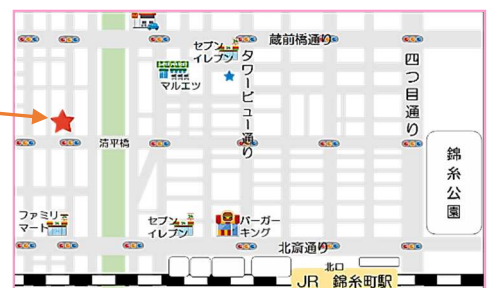 蔵前橋通り
セブン
イレブン
マルエツ
タワービュー通り
四つ目通り
清平橋
錦糸公園
ファミリー
マート
セブン
イレブン
バーガー
キング
北斎通り
北口
JR 錦糸町駅